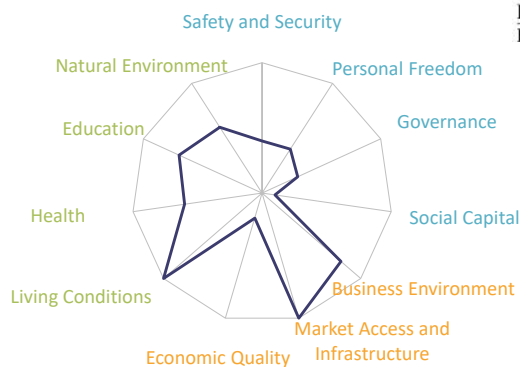 Safety and Security
Natural Environment
Personal Freedom
Education
Governance
Health
Social Capital
Living Conditions
Business Environment
Market Access and
Infrastructure
Economic Quality